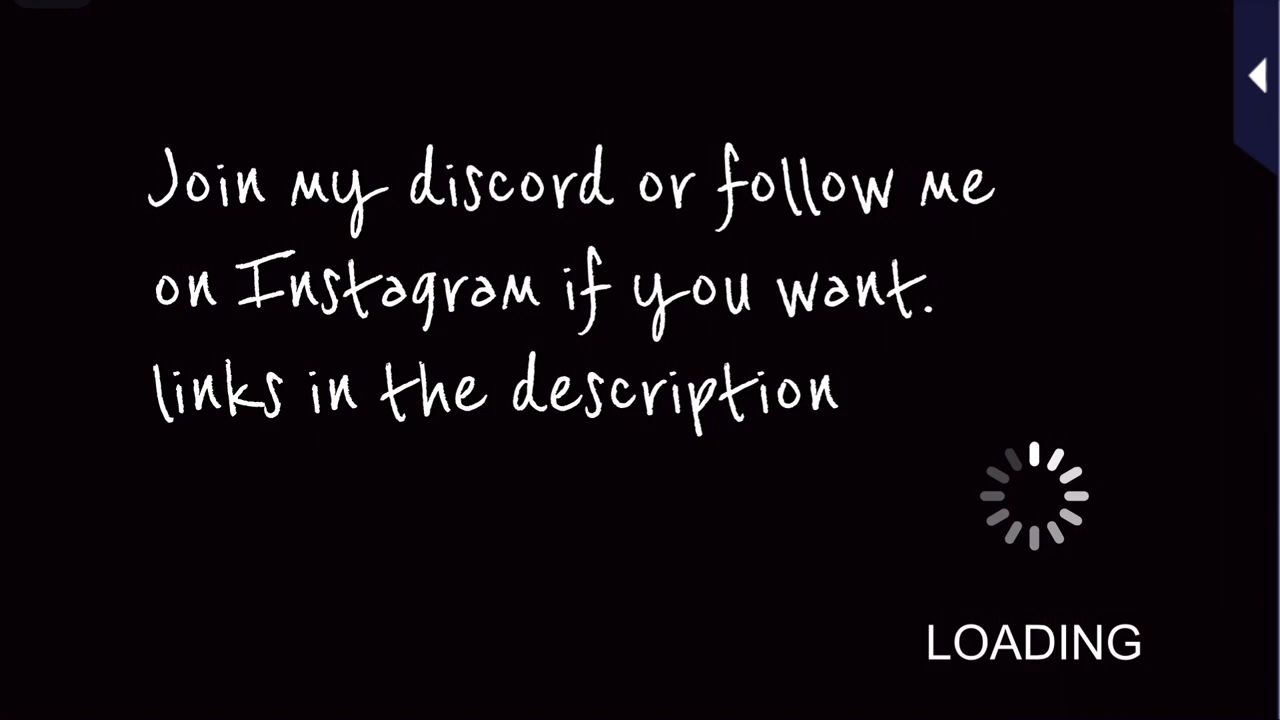 Join my discord or follow me
on Instagram if you want.
links in the description
LOADING